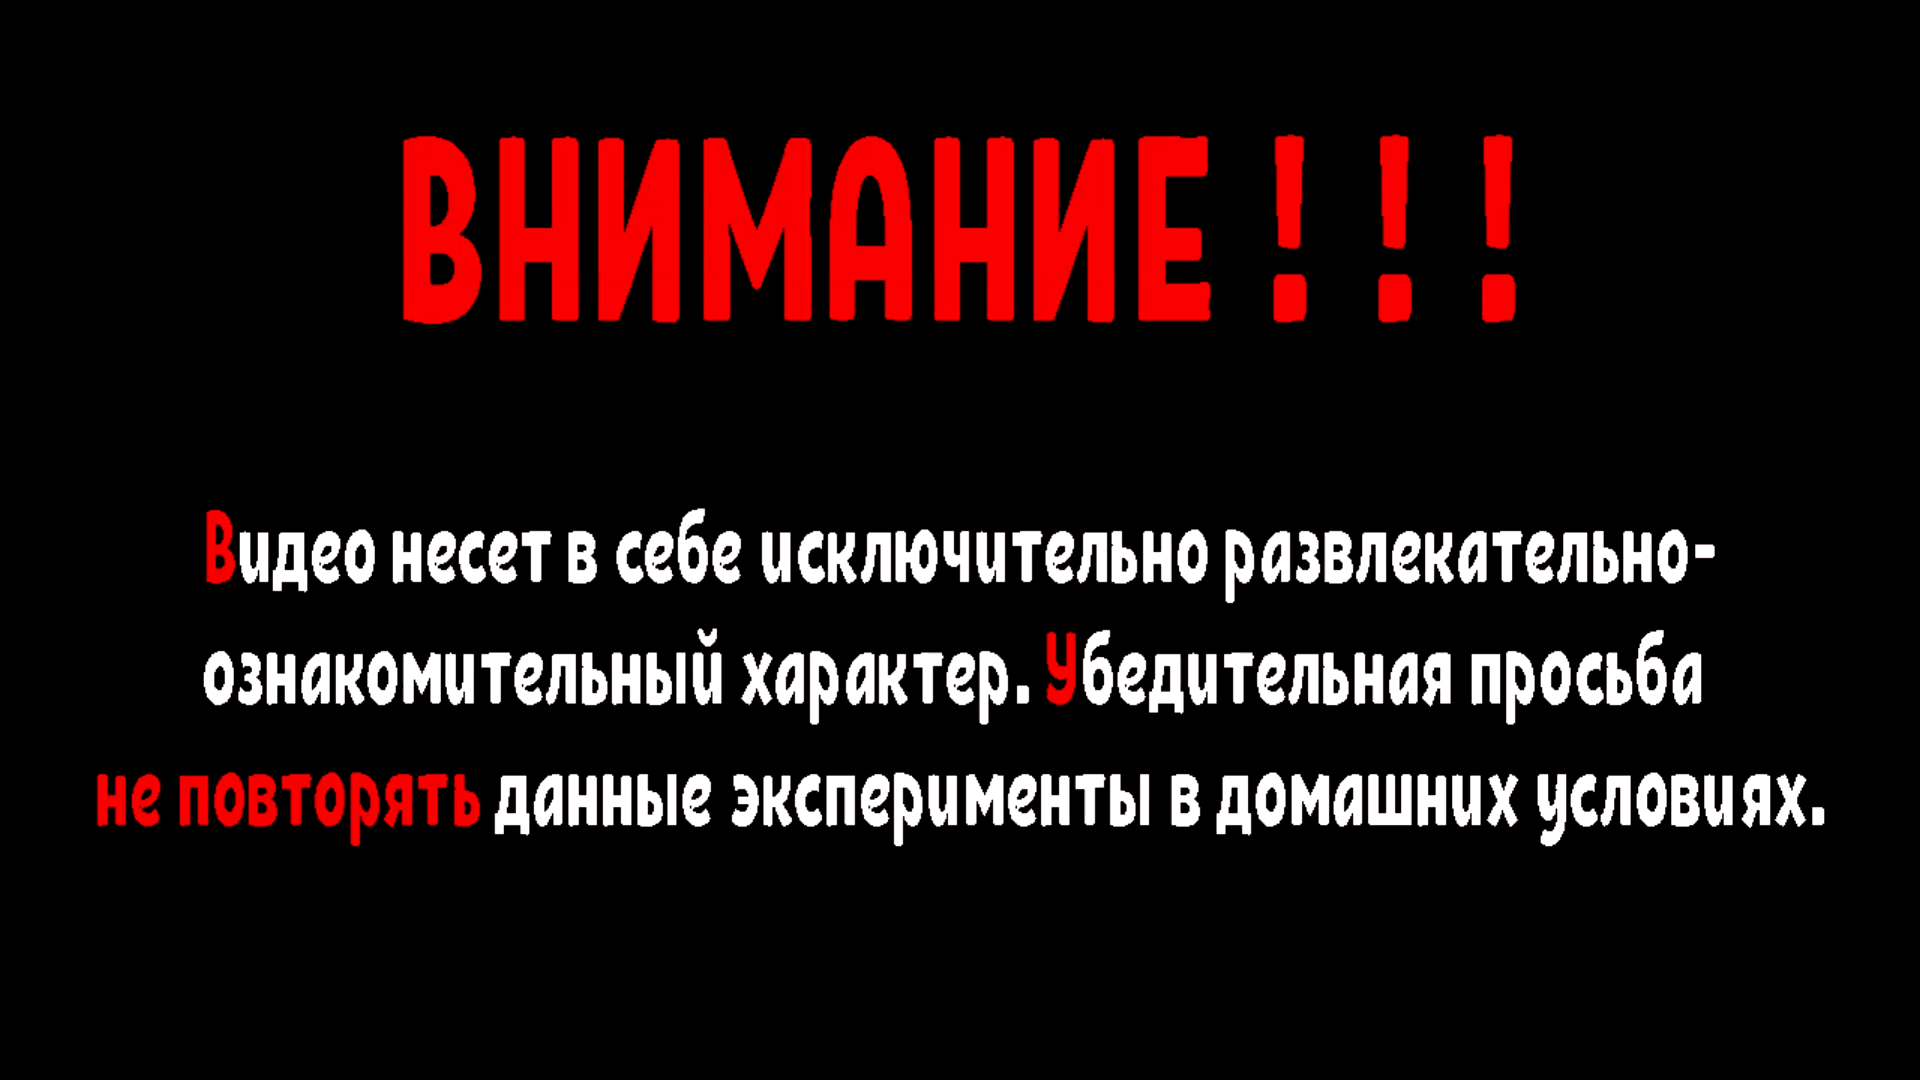 ВНИМАНИЕ ! ! !
Видео несет в себе исключительно развлекательно-
ознакомительный характер. Убедительная просьба
не повторять данные эксперименты в домашних условиях.